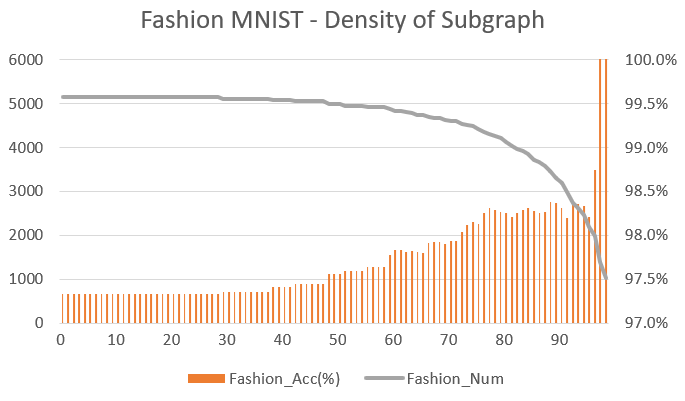 Fashion MNIST - Density of Subgraph
6000 100.0%
5000 99.5%
4000 99.0%
3000 98.5%
2000 98.0%
1000 97.5%
0 97.0%
0 10 20 30 40 50 60 70 80 90
Fashion_Acc(%) Fashion_Num